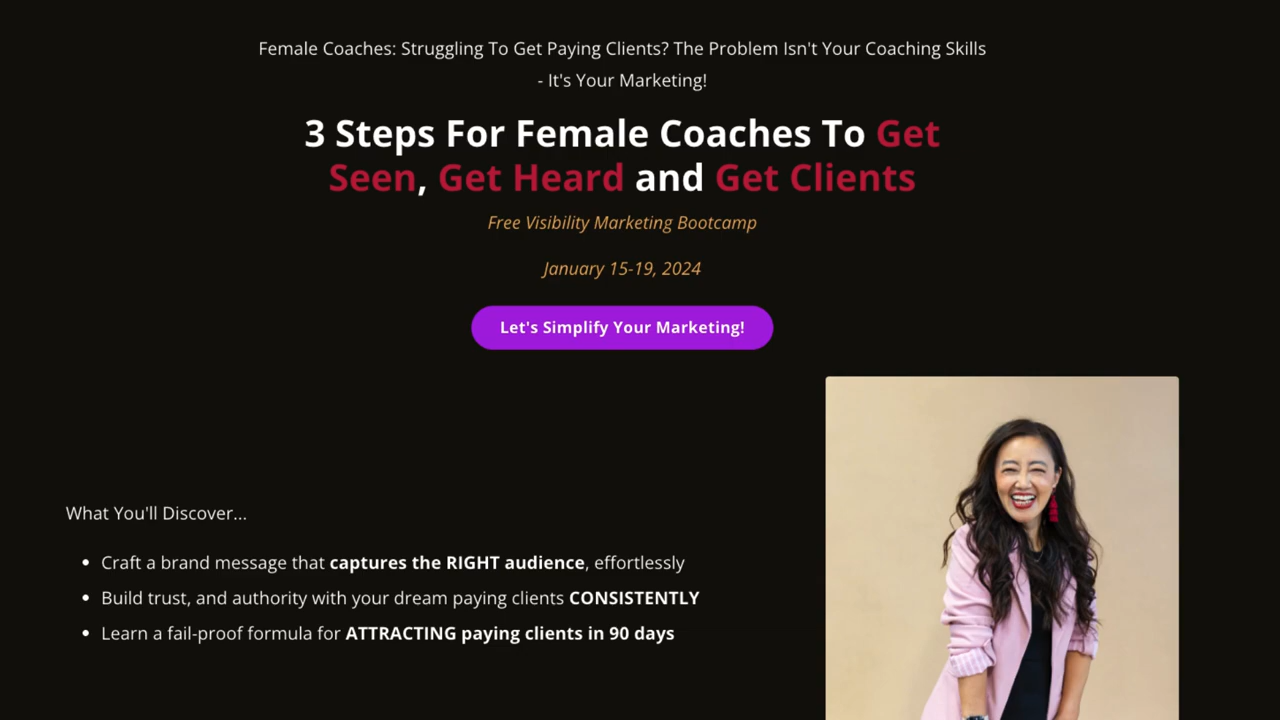 Female Coaches: Struggling To Get Paying Clients? The Problem Isn't Your Coaching Skills
- It's Your Marketing!
3 Steps For Female Coaches To Get
Seen, Get Heard and Get Clients
Free Visibility Marketing Bootcamp
January 15-19, 2024
Let's Simplify Your Marketing!
What You'll Discover...
• Craft a brand message that captures the RIGHT audience, effortlessly
• Build trust, and authority with your dream paying clients CONSISTENTLY
• Learn a fail-proof formula for ATTRACTING paying clients in 90 days